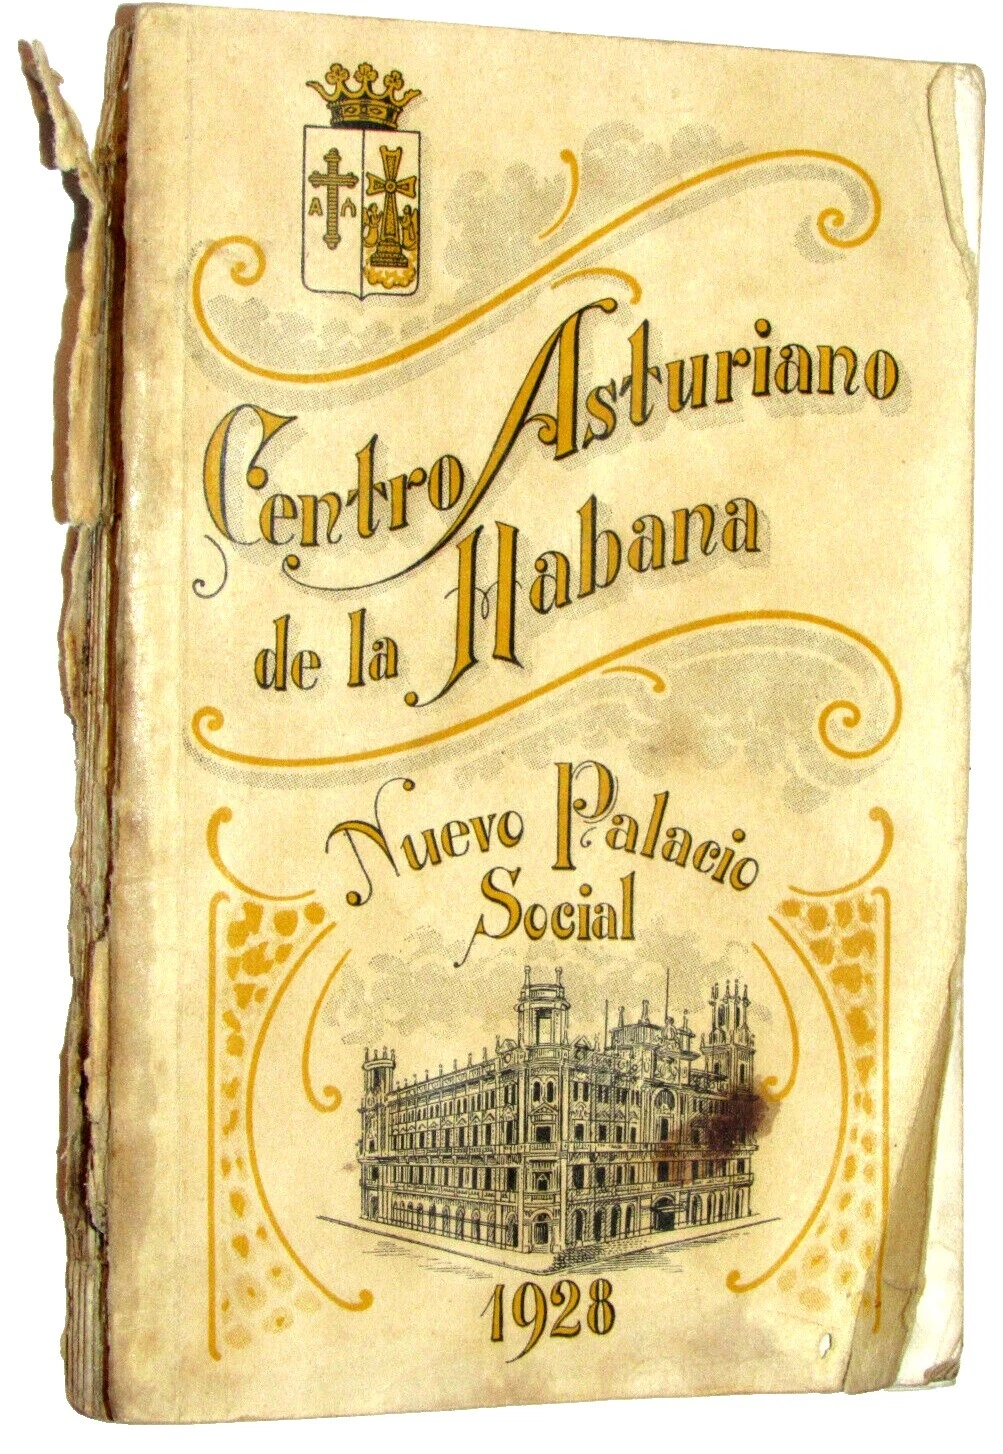 A Ω
Centro Asturiano
de la Habana
Nuevo Palacio
Social
1928